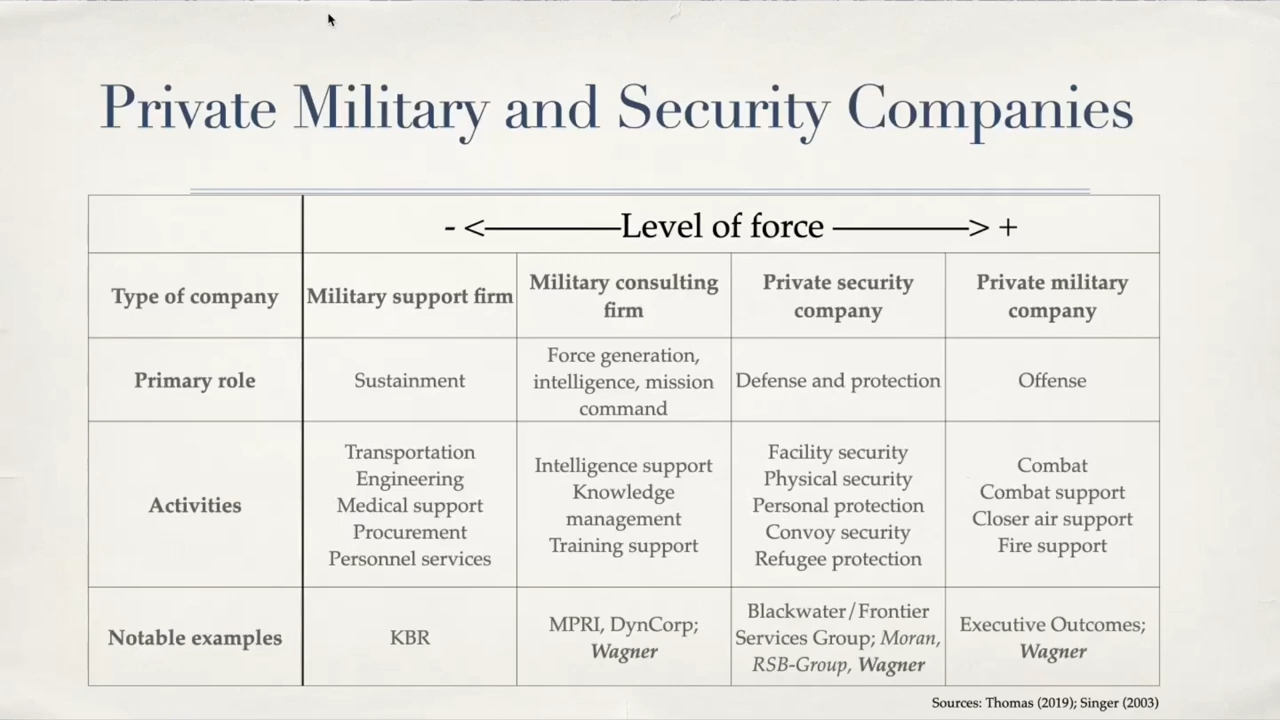 Private Military and Security Companies
- <————Level of force ————> +
Type of company
Military support firm
Military consulting
firm
Private security
company
Private military
company
Primary role
Sustainment
Force generation,
intelligence, mission
command
Defense and protection
Offense
Activities
Transportation
Engineering
Medical support
Procurement
Personnel services
Intelligence support
Knowledge
management
Training support
Facility security
Physical security
Personal protection
Convoy security
Refugee protection
Combat
Combat support
Closer air support
Fire support
Notable examples
KBR
MPRI, DynCorp;
Wagner
Blackwater/Frontier
Services Group; Moran,
RSB-Group, Wagner
Executive Outcomes;
Wagner
Sources: Thomas (2019); Singer (2003)